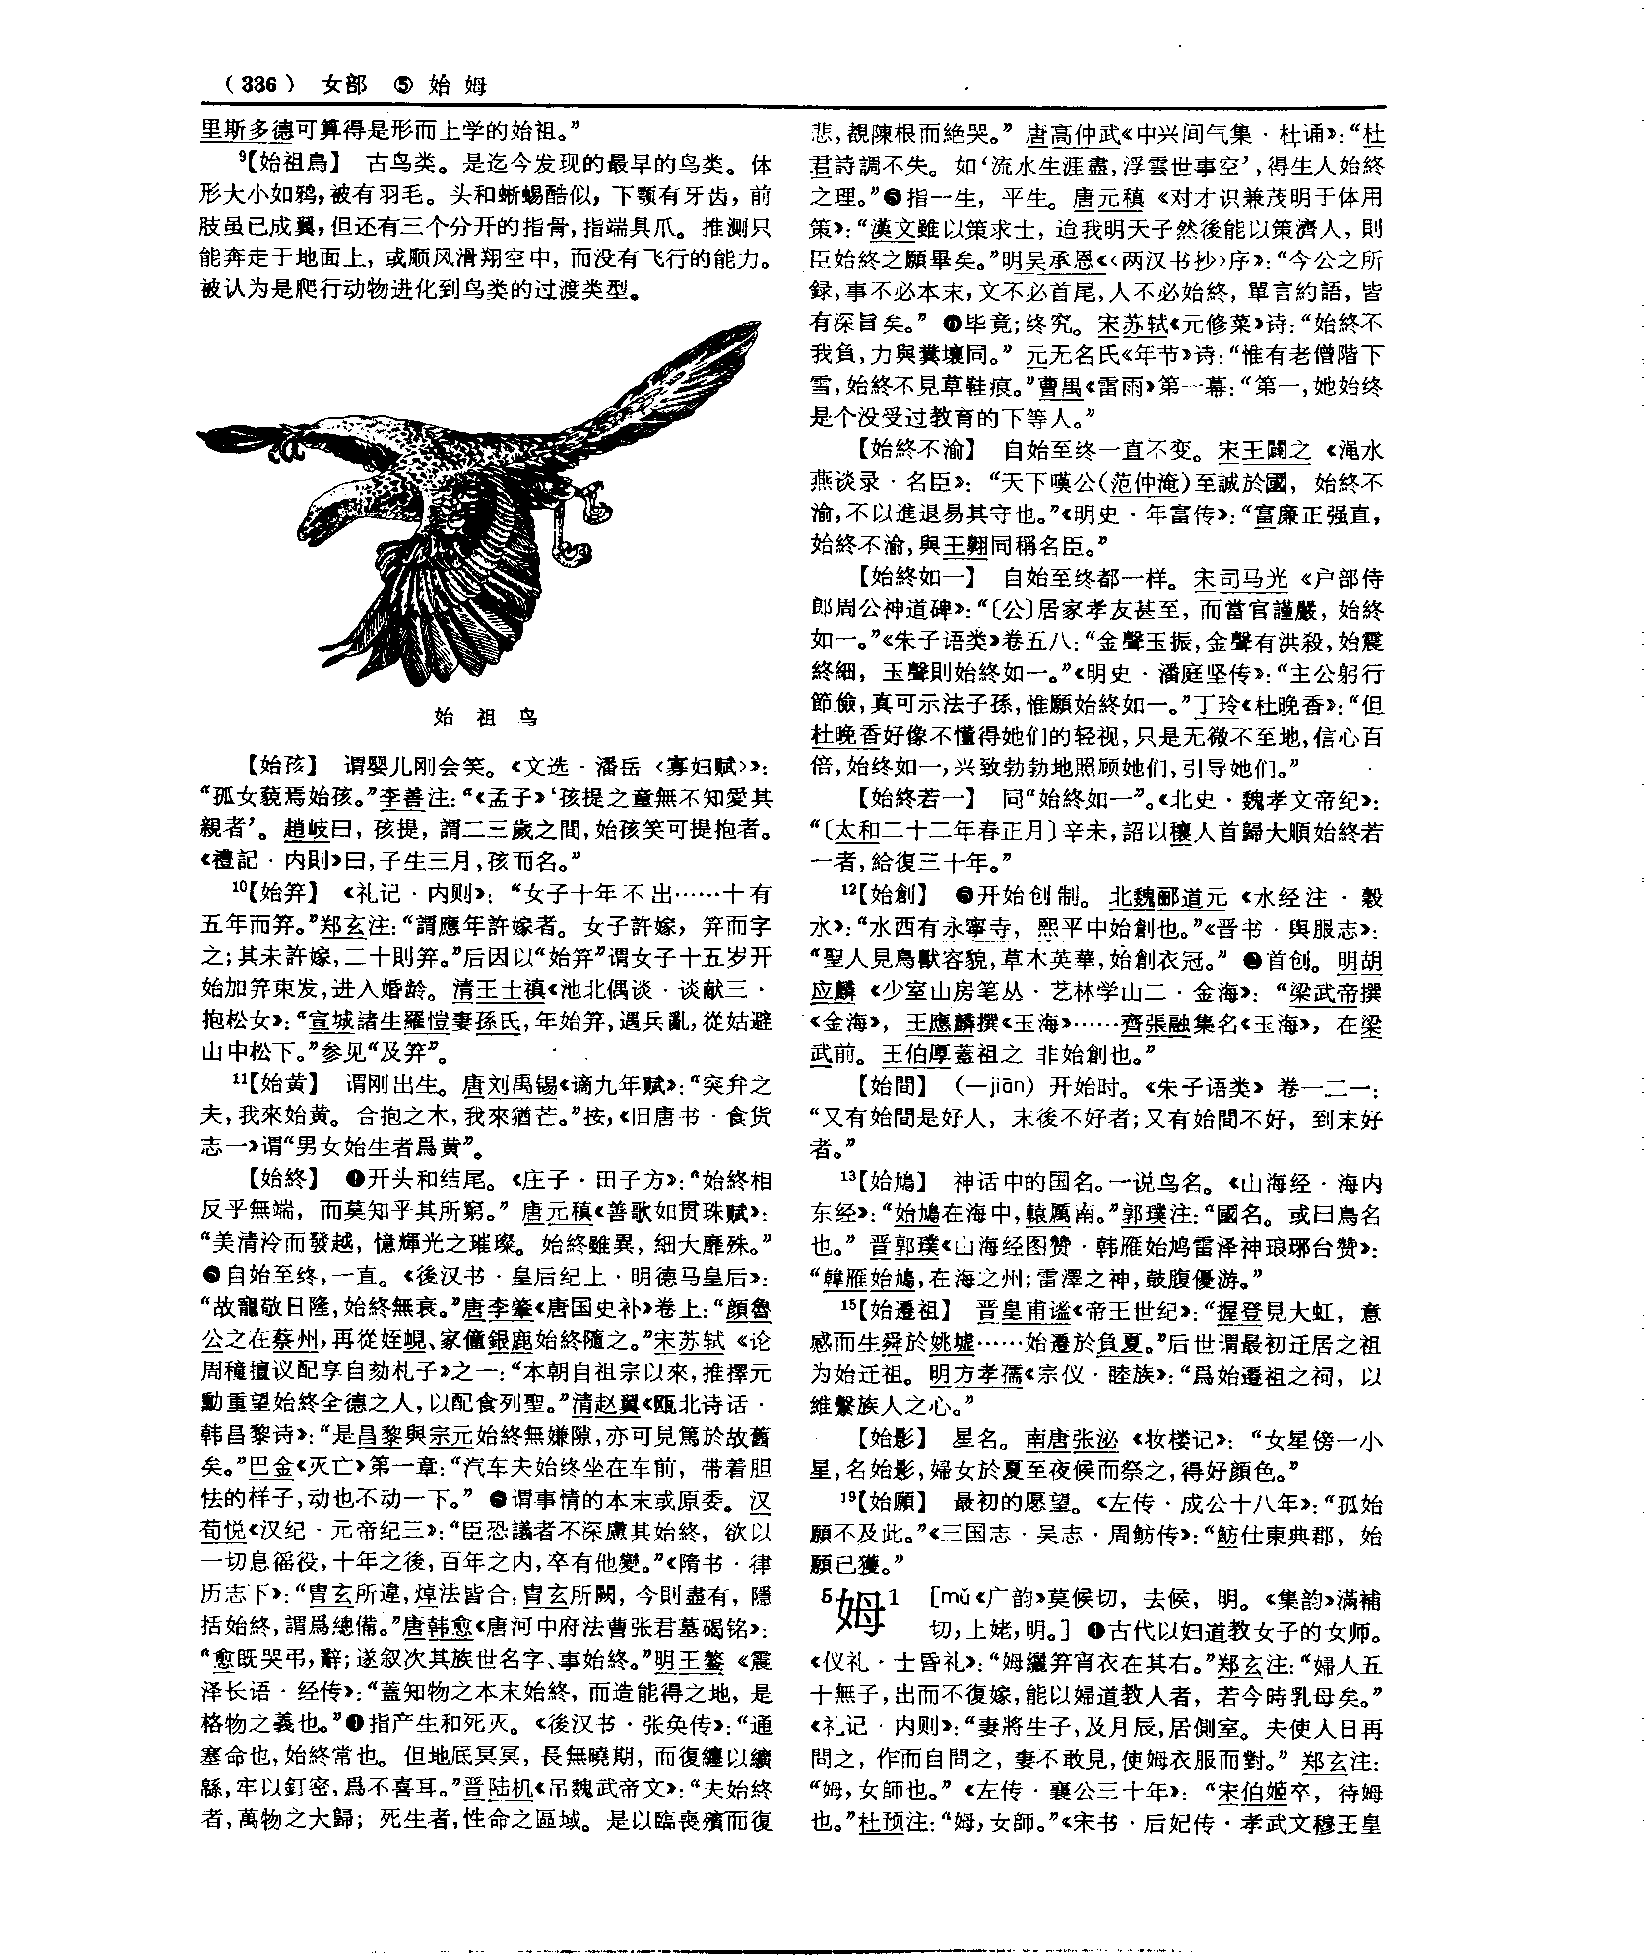 （336） 女部 ⑤ 始 姆
里斯多德可算得是形而上学的始祖。”
⁹【始祖鳥】 古鸟类。是迄今发现的最早的鸟类。体
形大小如鸦，被有羽毛。头和蜥蜴酷似，下颚有牙齿，前
肢虽已成翼，但还有三个分开的指骨，指端具爪。推测只
能奔走于地面上，或顺风滑翔空中，而没有飞行的能力。
被认为是爬行动物进化到鸟类的过渡类型。
始 祖 鸟
【始孩】 谓婴儿刚会笑。《文选·潘岳〈寡妇赋〉》：
“孤女藐焉始孩。”李善注：“《孟子》‘孩提之童無不知愛其
親者’。趙岐曰，孩提，謂二三歲之間，始孩笑可提抱者。
《禮記·内則》曰，子生三月，孩而名。”
¹⁰【始笄】 《礼记·内则》：“女子十年不出……十有
五年而笄。”郑玄注：“謂應年許嫁者。女子許嫁，笄而字
之；其未許嫁，二十則笄。”后因以“始笄”谓女子十五岁开
始加笄束发，进入婚龄。清王士禛《池北偶谈·谈献三·
抱松女》：“宣城諸生羅愷妻孫氏，年始笄，遇兵亂，從姑避
山中松下。”参见“及笄”。
¹¹【始黄】 谓刚出生。唐刘禹锡《谪九年赋》：“突弁之
夫，我來始黄。合抱之木，我來猶芒。”按，《旧唐书·食货
志一》谓“男女始生者爲黄”。
【始終】 ❶开头和结尾。《庄子·田子方》：“始終相
反乎無端，而莫知乎其所窮。”唐元稹《善歌如贯珠赋》：
“美清泠而發越，憶輝光之璀璨。始終雖異，細大靡殊。”
❷自始至终，一直。《後汉书·皇后纪上·明德马皇后》：
“故寵敬日隆，始終無衰。”唐李肇《唐国史补》卷上：“顔魯
公之在蔡州，再從姪峴、家僮銀鹿始終隨之。”宋苏轼《论
周穜擅议配享自劾札子》之一：“本朝自祖宗以來，推擇元
勳重望始終全德之人，以配食列聖。”清赵翼《瓯北诗话·
韩昌黎诗》：“是昌黎與宗元始終無嫌隙，亦可見篤於故舊
矣。”巴金《灭亡》第一章：“汽车夫始终坐在车前，带着胆
怯的样子，动也不动一下。” ❸谓事情的本末或原委。汉
荀悦《汉纪·元帝纪三》：“臣恐議者不深慮其始終，欲以
一切息徭役，十年之後，百年之内，卒有他變。”《隋书·律
历志下》：“冑玄所違，焯法皆合；冑玄所闕，今則盡有，隱
括始終，謂爲總備。”唐韩愈《唐河中府法曹张君墓碣铭》：
“愈既哭弔，辭；遂叙次其族世名字、事始終。”明王鏊《震
泽长语·经传》：“蓋知物之本末始終，而造能得之地，是
格物之義也。”❹指产生和死灭。《後汉书·张奂传》：“通
塞命也，始終常也。但地底冥冥，長無曉期，而復纏以纊
緜，牢以釘密，爲不喜耳。”晋陆机《吊魏武帝文》：“夫始終
者，萬物之大歸；死生者，性命之區域。是以臨喪殯而後
悲，覩陳根而絶哭。”唐高仲武《中兴间气集·杜诵》：“杜
君詩調不失。如‘流水生涯盡，浮雲世事空’，得生人始終
之理。”❺指一生，平生。唐元稹《对才识兼茂明于体用
策》：“漢文雖以策求士，迨我明天子然後能以策濟人，則
臣始終之願畢矣。”明吴承恩《〈两汉书抄〉序》：“今公之所
録，事不必本末，文不必首尾，人不必始終，單言約語，皆
有深旨矣。” ❻毕竟；终究。宋苏轼《元修菜》诗：“始終不
我負，力與糞壤同。”元无名氏《年节》诗：“惟有老僧階下
雪，始終不見草鞋痕。”曹禺《雷雨》第一幕：“第一，她始终
是个没受过教育的下等人。”
【始終不渝】 自始至终一直不变。宋王闢之《渑水
燕谈录·名臣》：“天下嘆公（范仲淹）至誠於國，始終不
渝，不以進退易其守也。”《明史·年富传》：“富廉正强直，
始終不渝，與王翺同稱名臣。”
【始終如一】 自始至终都一样。宋司马光《户部侍
郎周公神道碑》：“〔公〕居家孝友甚至，而當官謹嚴，始終
如一。”《朱子语类》卷五八：“金聲玉振，金聲有洪殺，始震
終細，玉聲則始終如一。”《明史·潘庭坚传》：“主公躬行
節儉，真可示法子孫，惟願始終如一。”丁玲《杜晚香》：“但
杜晚香好像不懂得她们的轻视，只是无微不至地，信心百
倍，始终如一，兴致勃勃地照顾她们，引导她们。”
【始終若一】 同“始終如一”。《北史·魏孝文帝纪》：
“〔太和二十二年春正月〕辛未，詔以穰人首歸大順始終若
一者，給復三十年。”
¹²【始創】 ❶开始创制。北魏郦道元《水经注·穀
水》：“水西有永寧寺，熙平中始創也。”《晋书·舆服志》：
“聖人見鳥獸容貌，草木英華，始創衣冠。” ❷首创。明胡
应麟《少室山房笔丛·艺林学山二·金海》：“梁武帝撰
《金海》，王應麟撰《玉海》……齊張融集名《玉海》，在梁
武前。王伯厚蓋祖之 非始創也。”
【始間】 （—jiān）开始时。《朱子语类》卷一二一：
“又有始間是好人，末後不好者；又有始間不好，到末好
者。”
¹³【始鳩】 神话中的国名。一说鸟名。《山海经·海内
东经》：“始鳩在海中，轅厲南。”郭璞注：“國名。或曰鳥名
也。”晋郭璞《山海经图赞·韩雁始鸠雷泽神琅琊台赞》：
“韓雁始鳩，在海之州；雷澤之神，鼓腹優游。”
¹⁵【始遷祖】 晋皇甫谧《帝王世纪》：“握登見大虹，意
感而生舜於姚墟……始遷於負夏。”后世谓最初迁居之祖
为始迁祖。明方孝孺《宗仪·睦族》：“爲始遷祖之祠，以
維繫族人之心。”
【始影】 星名。南唐张泌《妆楼记》：“女星傍一小
星，名始影，婦女於夏至夜候而祭之，得好顔色。”
¹⁹【始願】 最初的愿望。《左传·成公十八年》：“孤始
願不及此。”《三国志·吴志·周鲂传》：“魴仕東典郡，始
願已獲。”
⁵姆¹ ［mǔ《广韵》莫候切，去候，明。《集韵》滿補
切，上姥，明。］ ❶古代以妇道教女子的女师。
《仪礼·士昏礼》：“姆纚笄宵衣在其右。”郑玄注：“婦人五
十無子，出而不復嫁，能以婦道教人者，若今時乳母矣。”
《礼记·内则》：“妻將生子，及月辰，居側室。夫使人日再
問之，作而自問之，妻不敢見，使姆衣服而對。”郑玄注：
“姆，女師也。”《左传·襄公三十年》：“宋伯姬卒，待姆
也。”杜预注：“姆，女師。”《宋书·后妃传·孝武文穆王皇